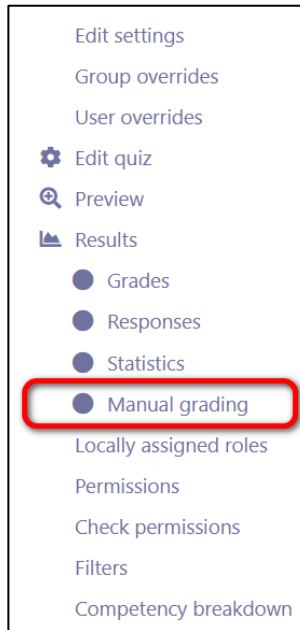 Edit settings
Group overrides
User overrides
Edit quiz
Preview
Results
Grades
Responses
Statistics
Manual grading
Locally assigned roles
Permissions
Check permissions
Filters
Competency breakdown